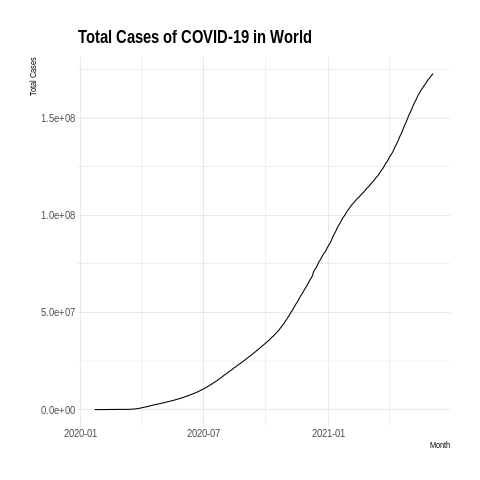 Total Cases of COVID-19 in World
Total Cases
1.5e+08
1.0e+08
5.0e+07
0.0e+00
2020-01 2020-07 2021-01
Month